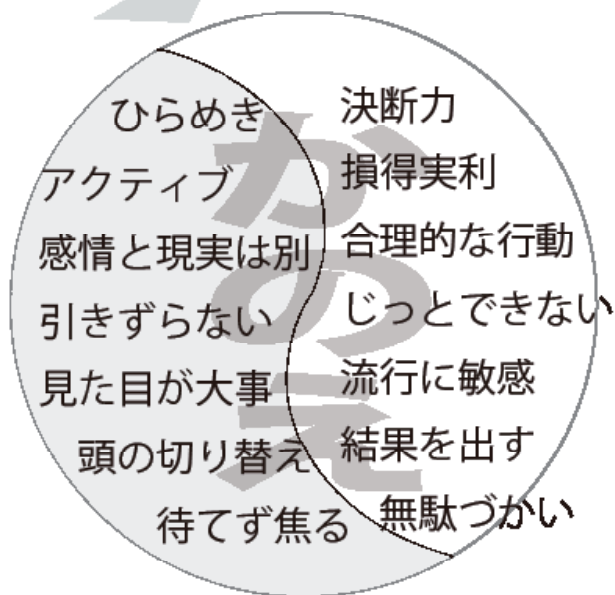 ひらめき
アクティブ
感情と現実は別
引きずらない
見た目が大事
頭の切り替え
待てず焦る
決断力
損得実利
合理的な行動
じっとできない
流行に敏感
結果を出す
無駄づかい
かのえ